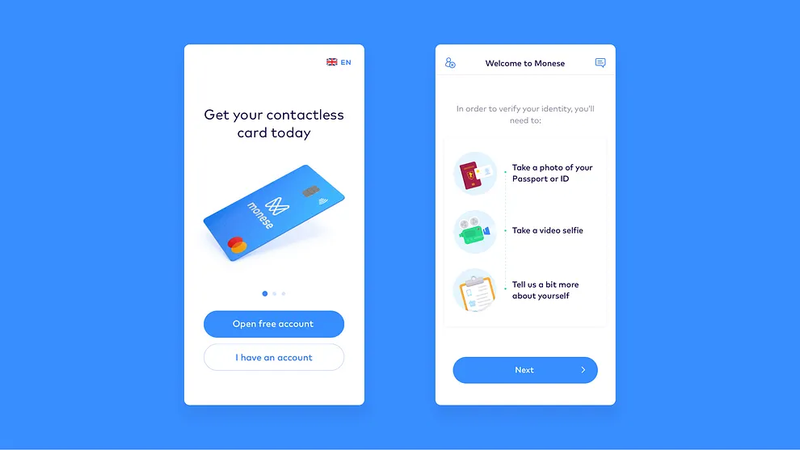 EN
Get your contactless
card today
monese
Open free account
I have an account
Welcome to Monese
In order to verify your identity, you'll
need to:
Take a photo of your
Passport or ID
Take a video selfie
Tell us a bit more
about yourself
Next